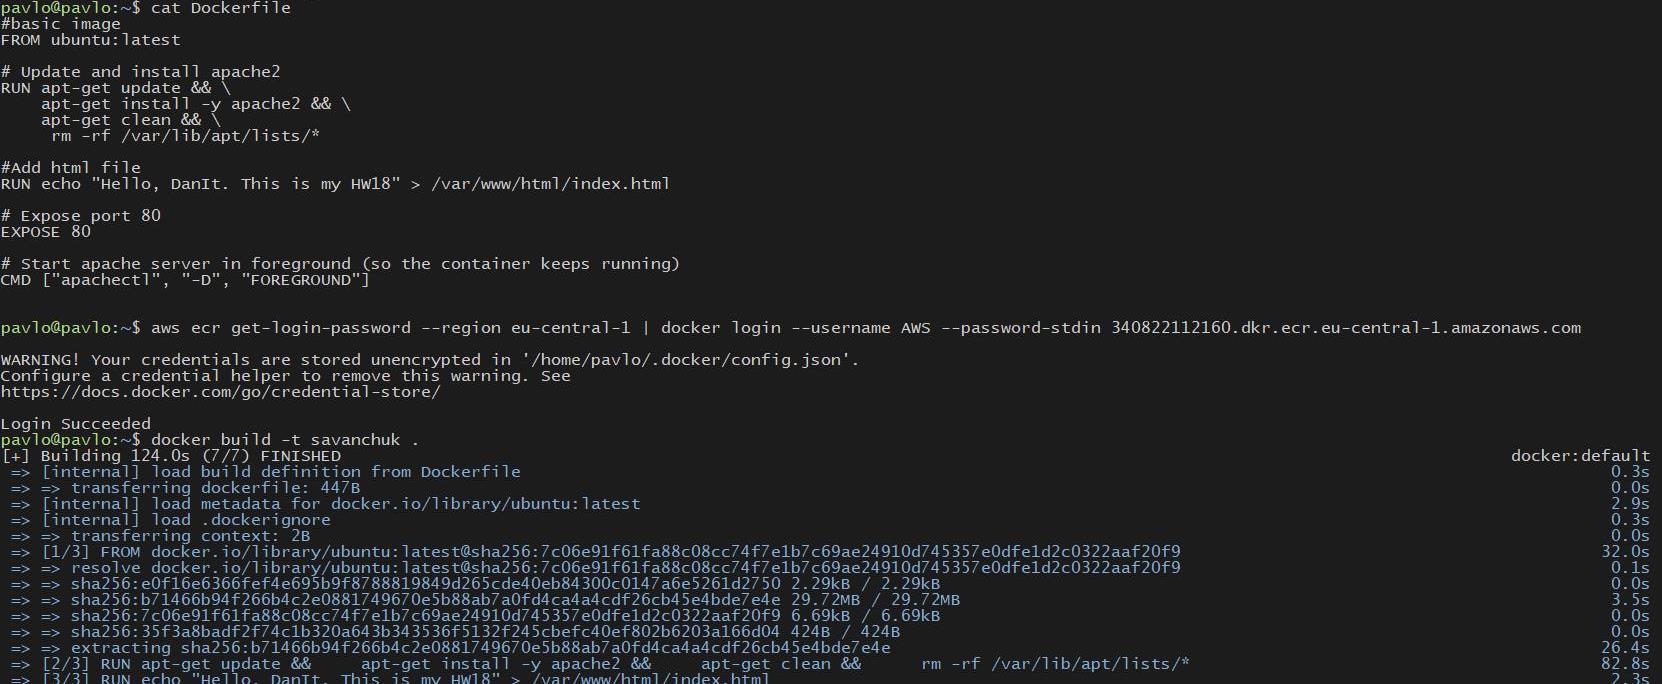 pavlo@pavlo:~$ cat Dockerfile
#basic image
FROM ubuntu:latest
# Update and install apache2
RUN apt-get update && \
    apt-get install -y apache2 && \
    apt-get clean && \
     rm -rf /var/lib/apt/lists/*
#Add html file
RUN echo "Hello, DanIt. This is my HW18" > /var/www/html/index.html
# Expose port 80
EXPOSE 80
# Start apache server in foreground (so the container keeps running)
CMD ["apachectl", "-D", "FOREGROUND"]
pavlo@pavlo:~$ aws ecr get-login-password --region eu-central-1 | docker login --username AWS --password-stdin 340822112160.dkr.ecr.eu-central-1.amazonaws.com
WARNING! Your credentials are stored unencrypted in '/home/pavlo/.docker/config.json'.
Configure a credential helper to remove this warning. See
https://docs.docker.com/go/credential-store/
Login Succeeded
pavlo@pavlo:~$ docker build -t savanchuk .
[+] Building 124.0s (7/7) FINISHED docker:default
 => [internal] load build definition from Dockerfile 0.3s
 => => transferring dockerfile: 447B 0.0s
 => [internal] load metadata for docker.io/library/ubuntu:latest 2.9s
 => [internal] load .dockerignore 0.3s
 => => transferring context: 2B 0.0s
 => [1/3] FROM docker.io/library/ubuntu:latest@sha256:7c06e91f61fa88c08cc74f7e1b7c69ae24910d745357e0dfe1d2c0322aaf20f9 32.0s
 => => resolve docker.io/library/ubuntu:latest@sha256:7c06e91f61fa88c08cc74f7e1b7c69ae24910d745357e0dfe1d2c0322aaf20f9 0.1s
 => => sha256:e0f16e6366fef4e695b9f8788819849d265cde40eb84300c0147a6e5261d2750 2.29kB / 2.29kB 0.0s
 => => sha256:b71466b94f266b4c2e0881749670e5b88ab7a0fd4ca4a4cdf26cb45e4bde7e4e 29.72MB / 29.72MB 3.5s
 => => sha256:7c06e91f61fa88c08cc74f7e1b7c69ae24910d745357e0dfe1d2c0322aaf20f9 6.69kB / 6.69kB 0.0s
 => => sha256:35f3a8badf2f74c1b320a643b343536f5132f245cbefc40ef802b6203a166d04 424B / 424B 0.0s
 => => extracting sha256:b71466b94f266b4c2e0881749670e5b88ab7a0fd4ca4a4cdf26cb45e4bde7e4e 26.4s
 => [2/3] RUN apt-get update &&     apt-get install -y apache2 &&     apt-get clean &&      rm -rf /var/lib/apt/lists/* 82.8s
 => [3/3] RUN echo "Hello, DanIt. This is my HW18" > /var/www/html/index.html 2.3s